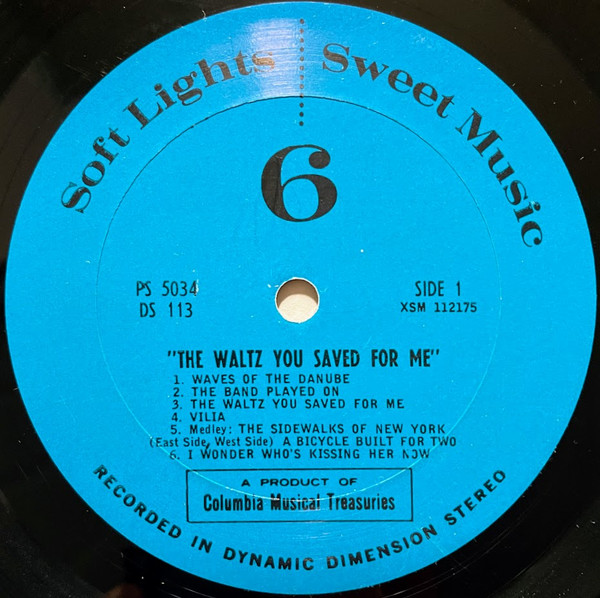 Soft Lights Sweet Music
6
PS 5034
DS 113
SIDE 1
XSM 112175
"THE WALTZ YOU SAVED FOR ME"
1. WAVES OF THE DANUBE
2. THE BAND PLAYED ON
3. THE WALTZ YOU SAVED FOR ME
4. VILIA
5. Medley: THE SIDEWALKS OF NEW YORK
(East Side, West Side) A BICYCLE BUILT FOR TWO
6. I WONDER WHO'S KISSING HER NOW
A PRODUCT OF
Columbia Musical Treasuries
RECORDED IN DYNAMIC DIMENSION STEREO